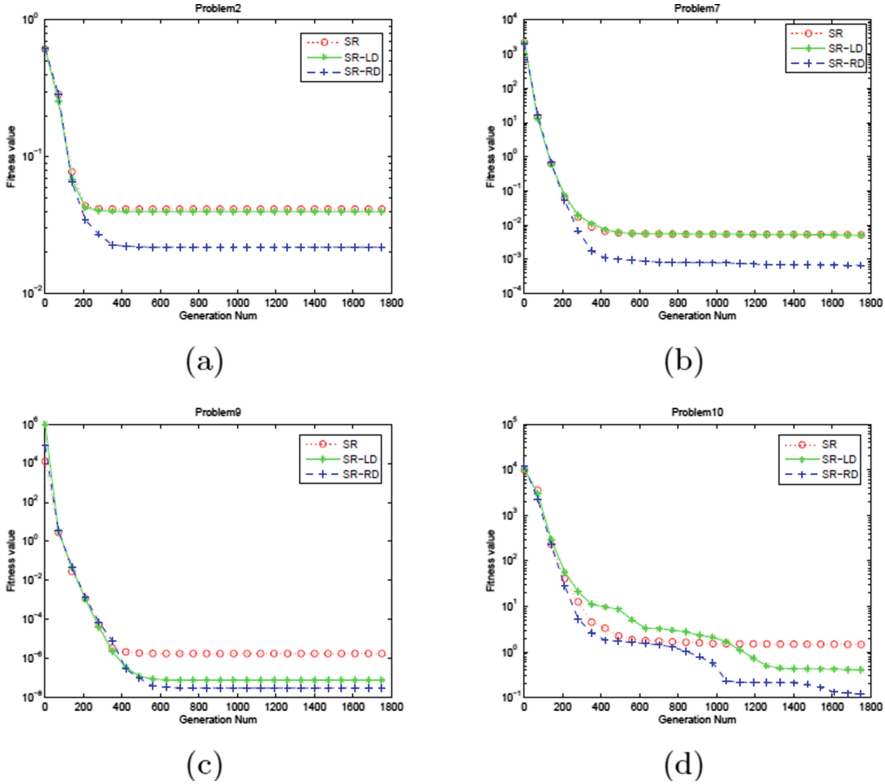 Problem2
10^0
10^-1
10^-2
Fitness value
0 200 400 600 800 1000 1200 1400 1600 1800
Generation Num
SR
SR-LD
SR-RD
(a)
Problem7
10^4
10^3
10^2
10^1
10^0
10^-1
10^-2
10^-3
10^-4
Fitness value
0 200 400 600 800 1000 1200 1400 1600 1800
Generation Num
SR
SR-LD
SR-RD
(b)
Problem9
10^6
10^4
10^2
10^0
10^-2
10^-4
10^-6
10^-8
Fitness value
0 200 400 600 800 1000 1200 1400 1600 1800
Generation Num
SR
SR-LD
SR-RD
(c)
Problem10
10^5
10^4
10^3
10^2
10^1
10^0
10^-1
Fitness value
0 200 400 600 800 1000 1200 1400 1600 1800
Generation Num
SR
SR-LD
SR-RD
(d)